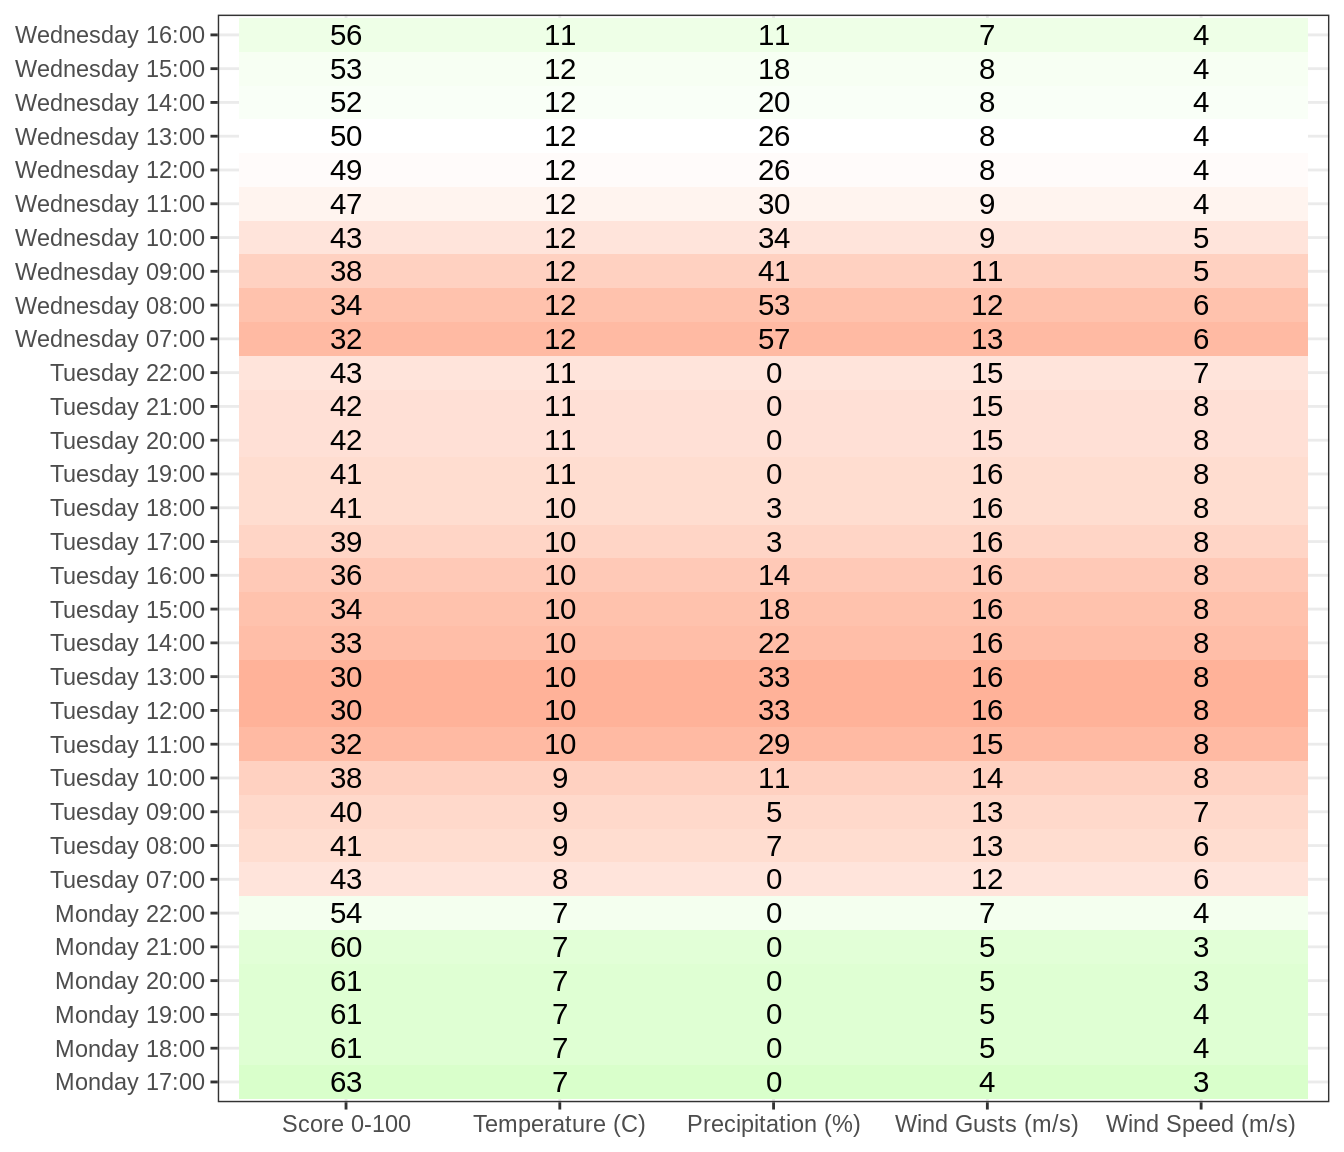 Wednesday 16:00 56 11 11 7 4
Wednesday 15:00 53 12 18 8 4
Wednesday 14:00 52 12 20 8 4
Wednesday 13:00 50 12 26 8 4
Wednesday 12:00 49 12 26 8 4
Wednesday 11:00 47 12 30 9 4
Wednesday 10:00 43 12 34 9 5
Wednesday 09:00 38 12 41 11 5
Wednesday 08:00 34 12 53 12 6
Wednesday 07:00 32 12 57 13 6
Tuesday 22:00 43 11 0 15 7
Tuesday 21:00 42 11 0 15 8
Tuesday 20:00 42 11 0 15 8
Tuesday 19:00 41 11 0 16 8
Tuesday 18:00 41 10 3 16 8
Tuesday 17:00 39 10 3 16 8
Tuesday 16:00 36 10 14 16 8
Tuesday 15:00 34 10 18 16 8
Tuesday 14:00 33 10 22 16 8
Tuesday 13:00 30 10 33 16 8
Tuesday 12:00 30 10 33 16 8
Tuesday 11:00 32 10 29 15 8
Tuesday 10:00 38 9 11 14 8
Tuesday 09:00 40 9 5 13 7
Tuesday 08:00 41 9 7 13 6
Tuesday 07:00 43 8 0 12 6
Monday 22:00 54 7 0 7 4
Monday 21:00 60 7 0 5 3
Monday 20:00 61 7 0 5 3
Monday 19:00 61 7 0 5 4
Monday 18:00 61 7 0 5 4
Monday 17:00 63 7 0 4 3
Score 0-100 Temperature (C) Precipitation (%) Wind Gusts (m/s) Wind Speed (m/s)